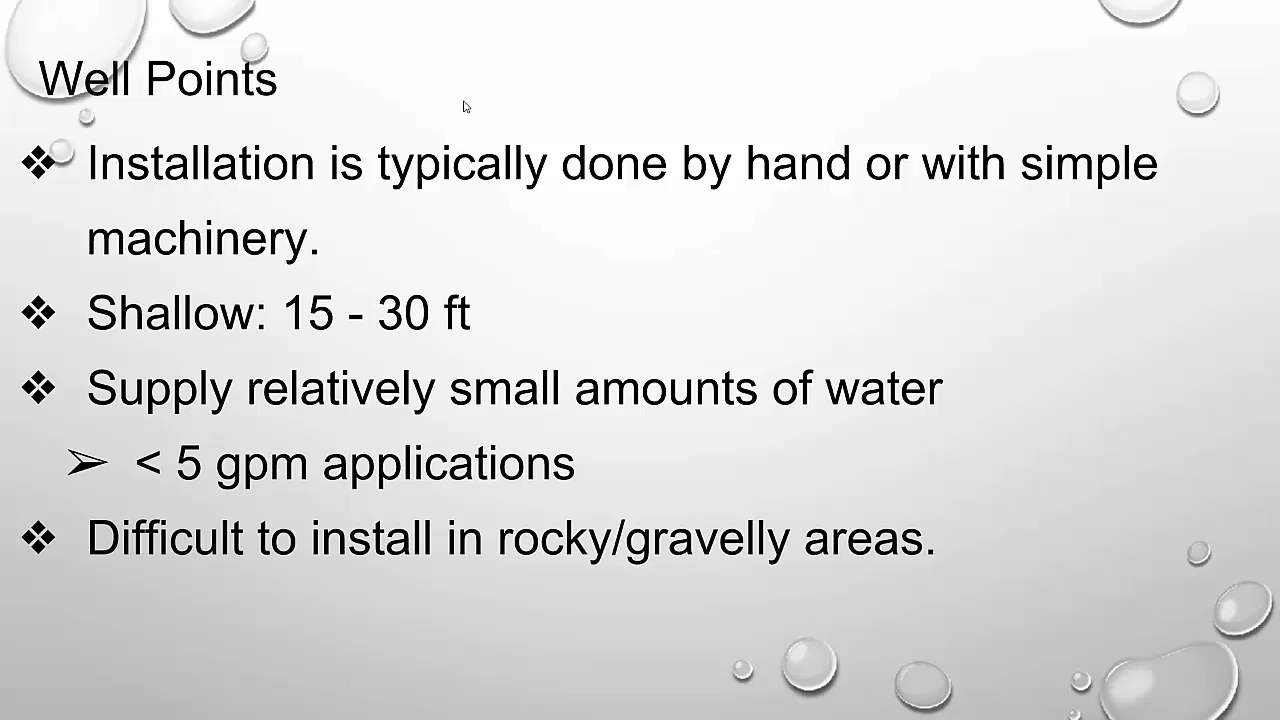 Well Points
❖ Installation is typically done by hand or with simple
machinery.
❖ Shallow: 15 - 30 ft
❖ Supply relatively small amounts of water
➢ < 5 gpm applications
❖ Difficult to install in rocky/gravelly areas.